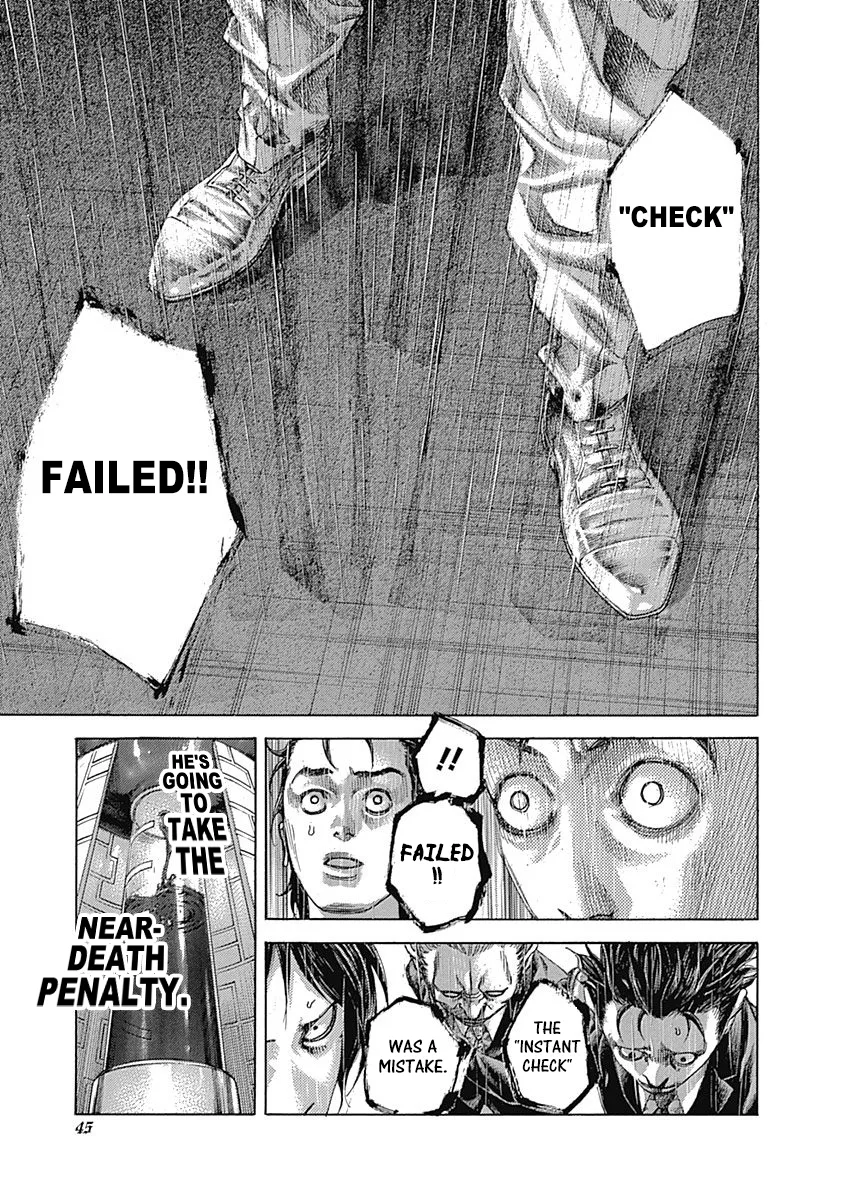 "CHECK"
FAILED!!
!!
FAILED
!!
THE
"INSTANT
CHECK"
WAS A
MISTAKE.
HE'S
GOING
TO
TAKE
THE
NEAR-
DEATH
PENALTY.
45